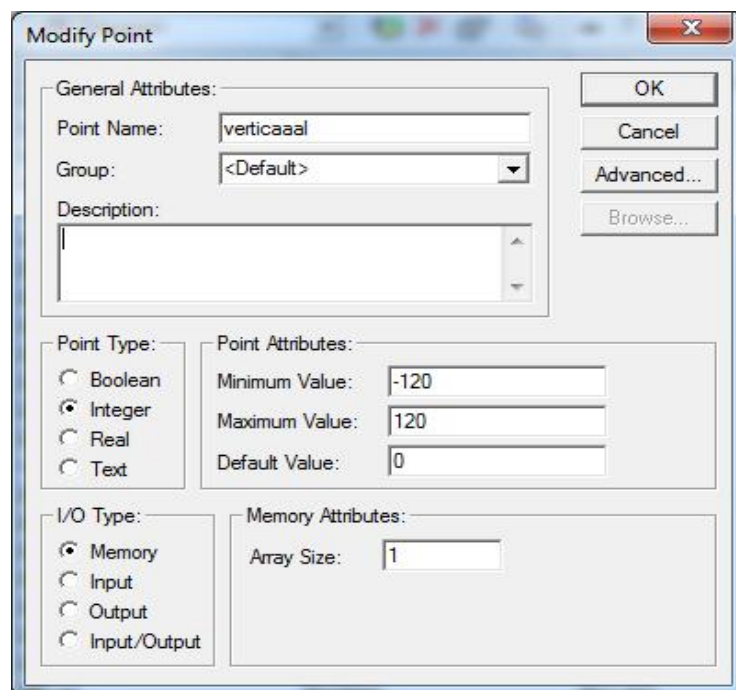 Modify Point
General Attributes:
Point Name: verticaaal
Group: <Default>
Description:
OK
Cancel
Advanced...
Browse...
Point Type:
Boolean
Integer
Real
Text
Point Attributes:
Minimum Value: -120
Maximum Value: 120
Default Value: 0
I/O Type:
Memory
Input
Output
Input/Output
Memory Attributes:
Array Size: 1